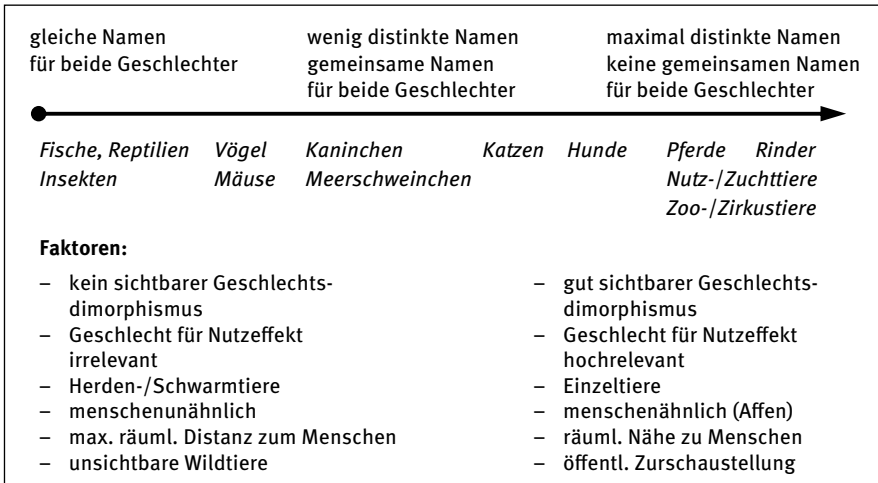 gleiche Namen
für beide Geschlechter
wenig distinkte Namen
gemeinsame Namen
für beide Geschlechter
maximal distinkte Namen
keine gemeinsamen Namen
für beide Geschlechter
Fische, Reptilien Vögel Kaninchen Katzen Hunde Pferde Rinder
Insekten Mäuse Meerschweinchen Nutz-/Zuchttiere
Zoo-/Zirkustiere
Faktoren:
– kein sichtbarer Geschlechts-
dimorphismus
– Geschlecht für Nutzeffekt
irrelevant
– Herden-/Schwarmtiere
– menschenunähnlich
– max. räuml. Distanz zum Menschen
– unsichtbare Wildtiere
– gut sichtbarer Geschlechts-
dimorphismus
– Geschlecht für Nutzeffekt
hochrelevant
– Einzeltiere
– menschenähnlich (Affen)
– räuml. Nähe zu Menschen
– öffentl. Zurschaustellung